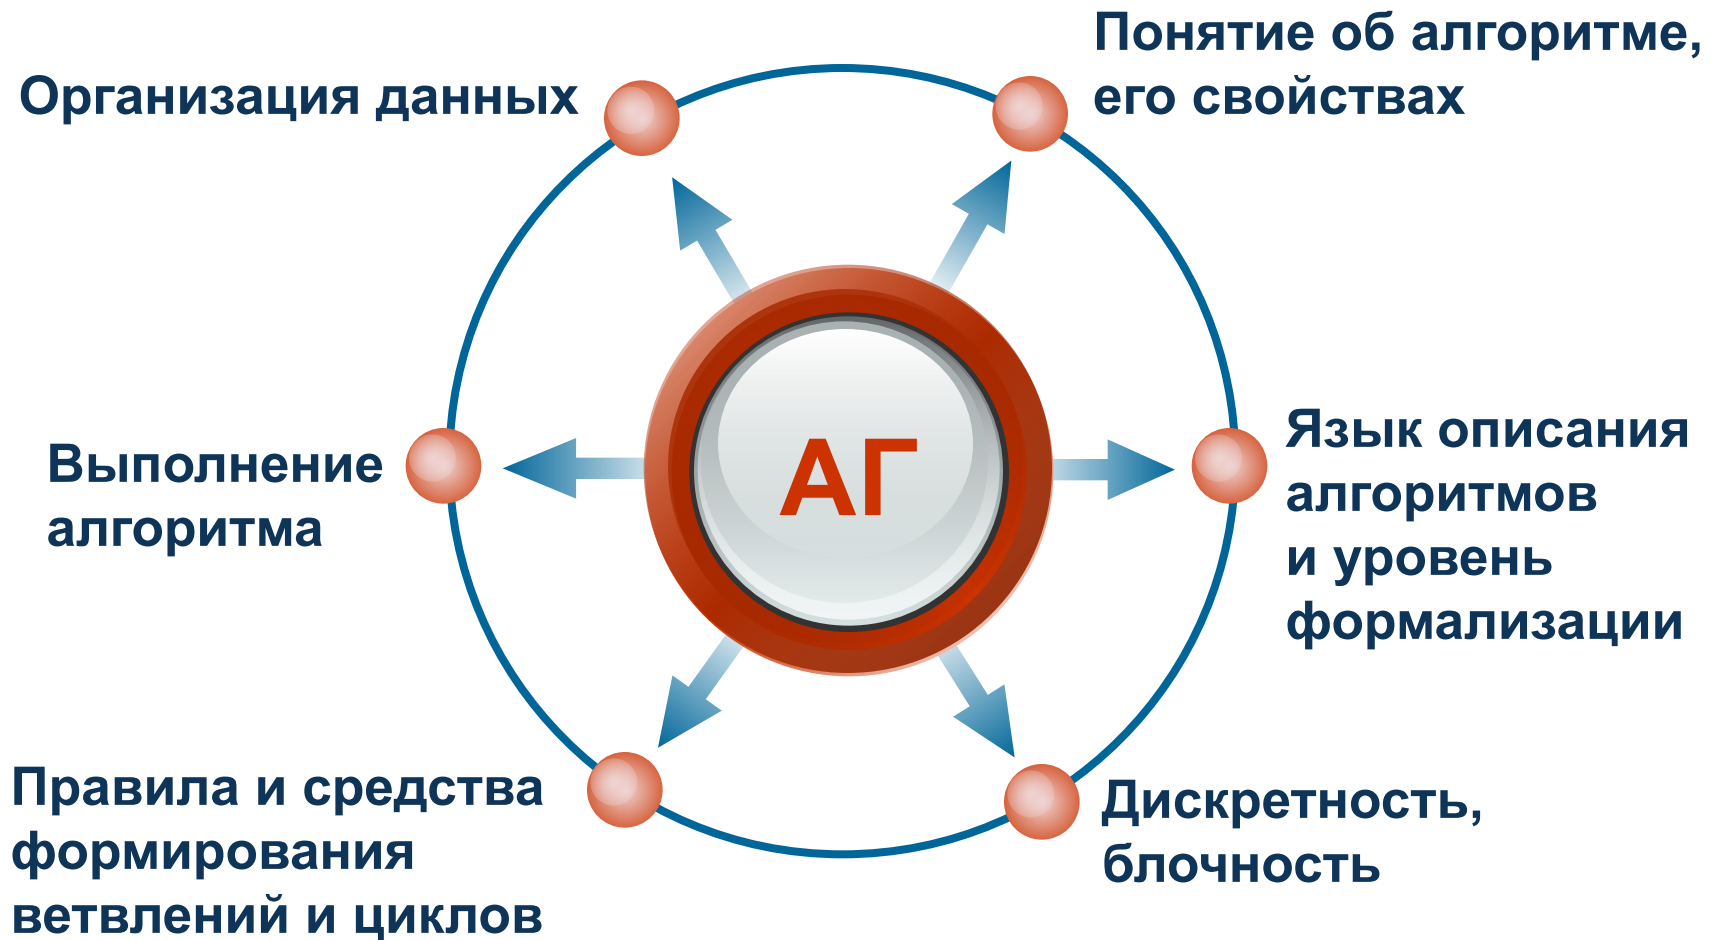 Понятие об алгоритме,
его свойствах
Организация данных
АГ
Язык описания
алгоритмов
и уровень
формализации
Выполнение
алгоритма
Дискретность,
блочность
Правила и средства
формирования
ветвлений и циклов